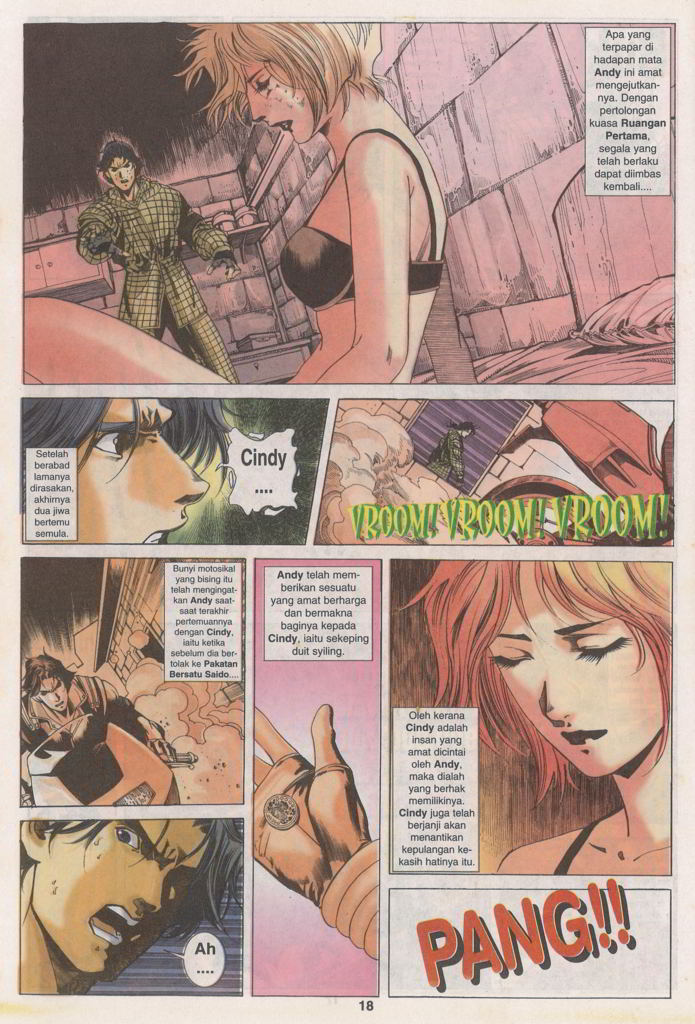 Apa yang
terpapar di
hadapan mata
Andy ini amat
mengejutkan-
nya. Dengan
pertolongan
kuasa Ruangan
Pertama,
segala yang
telah berlaku
dapat diimbas
kembali....
Setelah
berabad
lamanya
dirasakan,
akhirnya
dua jiwa
bertemu
semula.
Cindy
....
VROOM! VROOM! VROOM!
Bunyi motosikal
yang bising itu
telah mengingat-
kan Andy saat-
saat terakhir
pertemuannya
dengan Cindy,
iaitu ketika
sebelum dia ber-
tolak ke Pakatan
Bersatu Saido....
Andy telah mem-
berikan sesuatu
yang amat berharga
dan bermakna
baginya kepada
Cindy, iaitu sekeping
duit syiling.
Oleh kerana
Cindy adalah
insan yang
amat dicintai
oleh Andy,
maka dialah
yang berhak
memilikinya.
Cindy juga telah
berjanji akan
menantikan
kepulangan ke-
kasih hatinya itu.
Ah
....
PANG!!
18